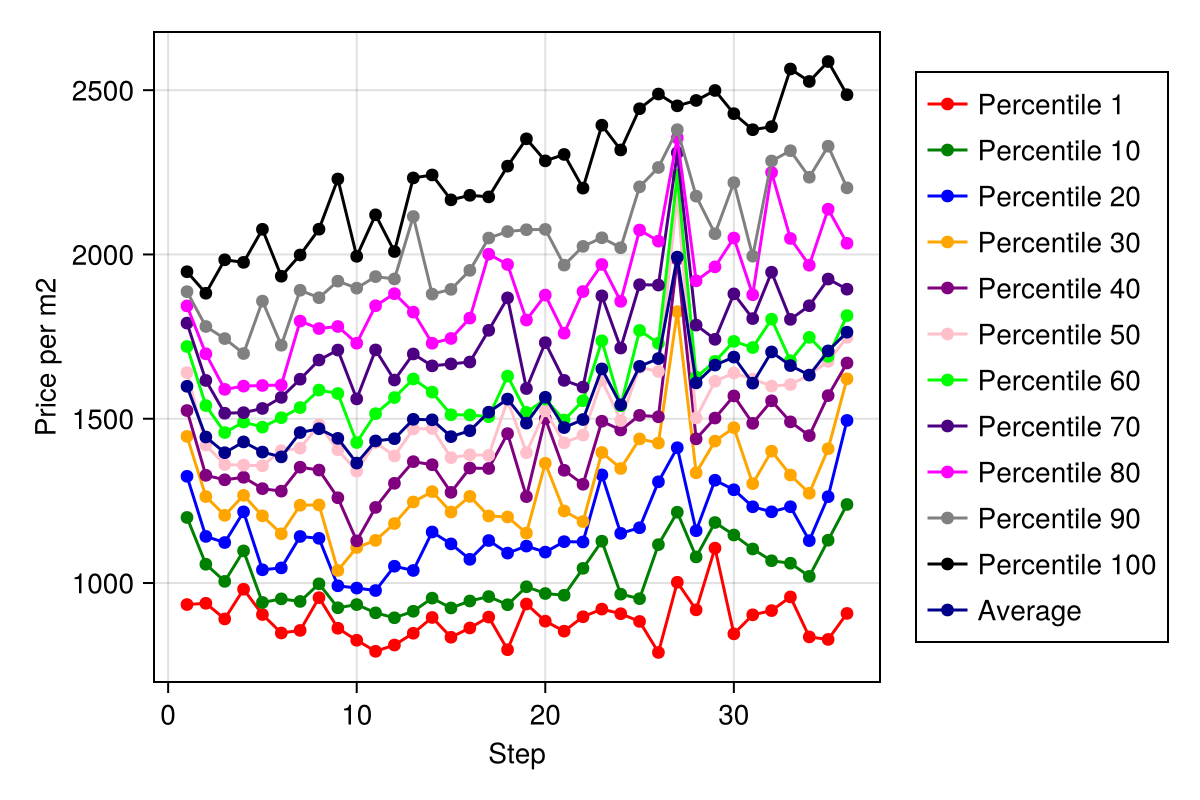 2500
2000
1500
1000
Price per m2
0 10 20 30
Step
Percentile 1
Percentile 10
Percentile 20
Percentile 30
Percentile 40
Percentile 50
Percentile 60
Percentile 70
Percentile 80
Percentile 90
Percentile 100
Average